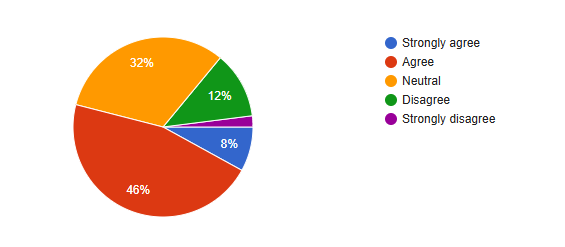 32%
12%
8%
46%
Strongly agree
Agree
Neutral
Disagree
Strongly disagree